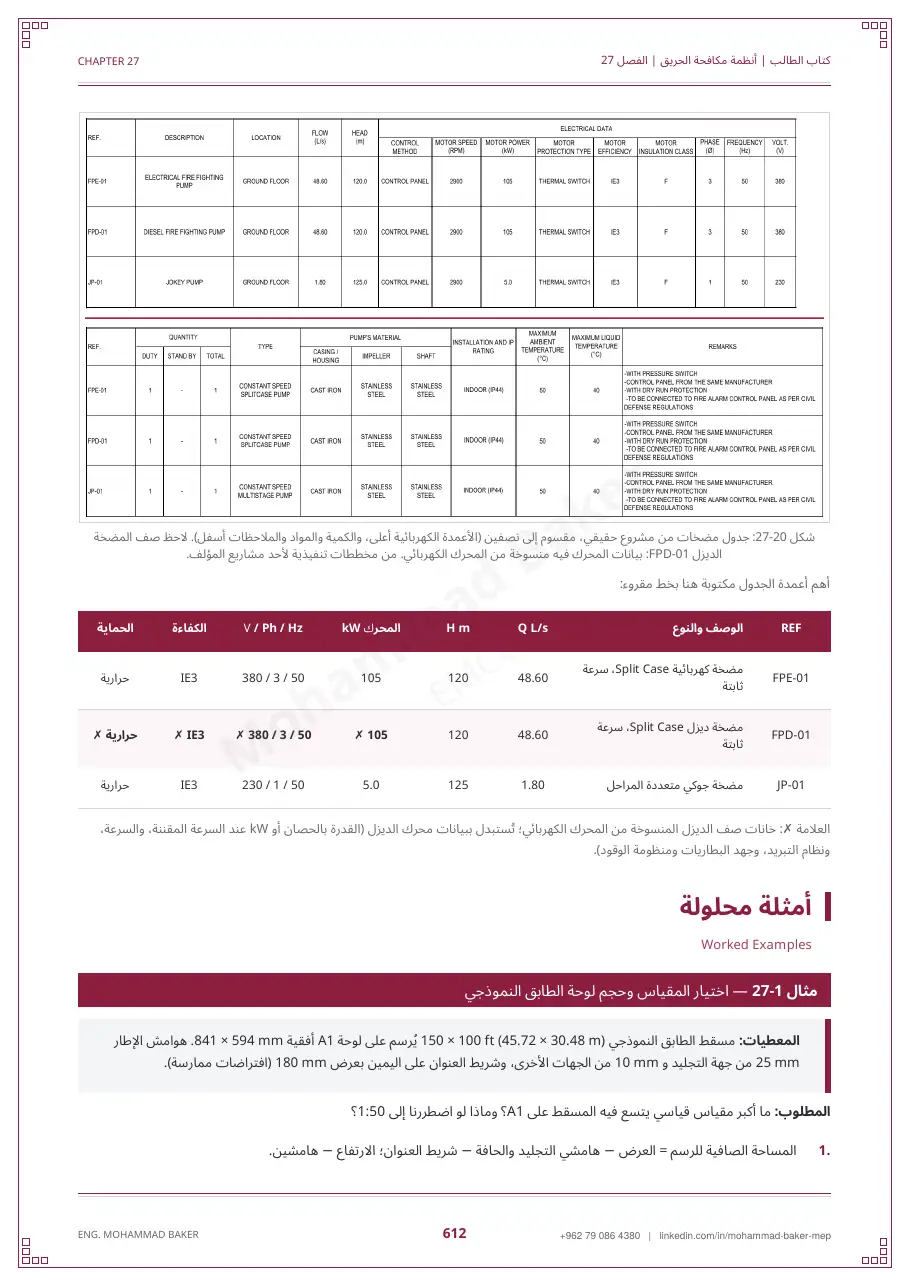 كتاب الطالب | أنظمة مكافحة الحريق | الفصل 27
CHAPTER 27
REF. DESCRIPTION LOCATION FLOW (L/s) HEAD (m) ELECTRICAL DATA
CONTROL METHOD MOTOR SPEED (RPM) MOTOR POWER (kW) MOTOR PROTECTION TYPE MOTOR EFFICIENCY MOTOR INSULATION CLASS PHASE (Ø) FREQUENCY (Hz) VOLT. (V)
FPE-01 ELECTRICAL FIRE FIGHTING PUMP GROUND FLOOR 48.60 120.0 CONTROL PANEL 2900 105 THERMAL SWITCH IE3 F 3 50 380
FPD-01 DIESEL FIRE FIGHTING PUMP GROUND FLOOR 48.60 120.0 CONTROL PANEL 2900 105 THERMAL SWITCH IE3 F 3 50 380
JP-01 JOKEY PUMP GROUND FLOOR 1.80 125.0 CONTROL PANEL 2900 5.0 THERMAL SWITCH IE3 F 1 50 230
REF. QUANTITY TYPE PUMP'S MATERIAL INSTALLATION AND IP RATING MAXIMUM AMBIENT TEMPERATURE (°C) MAXIMUM LIQUID TEMPERATURE (°C) REMARKS
DUTY STAND BY TOTAL CASING / HOUSING IMPELLER SHAFT
FPE-01 1 - 1 CONSTANT SPEED SPLITCASE PUMP CAST IRON STAINLESS STEEL STAINLESS STEEL INDOOR (IP44) 50 40
-WITH PRESSURE SWITCH
-CONTROL PANEL FROM THE SAME MANUFACTURER
-WITH DRY RUN PROTECTION
-TO BE CONNECTED TO FIRE ALARM CONTROL PANEL AS PER CIVIL
DEFENSE REGULATIONS
FPD-01 1 - 1 CONSTANT SPEED SPLITCASE PUMP CAST IRON STAINLESS STEEL STAINLESS STEEL INDOOR (IP44) 50 40
-WITH PRESSURE SWITCH
-CONTROL PANEL FROM THE SAME MANUFACTURER
-WITH DRY RUN PROTECTION
-TO BE CONNECTED TO FIRE ALARM CONTROL PANEL AS PER CIVIL
DEFENSE REGULATIONS
JP-01 1 - 1 CONSTANT SPEED MULTISTAGE PUMP CAST IRON STAINLESS STEEL STAINLESS STEEL INDOOR (IP44) 50 40
-WITH PRESSURE SWITCH
-CONTROL PANEL FROM THE SAME MANUFACTURER
-WITH DRY RUN PROTECTION
-TO BE CONNECTED TO FIRE ALARM CONTROL PANEL AS PER CIVIL
DEFENSE REGULATIONS
شكل 20-27: جدول مضخات من مشروع حقيقي، مقسوم إلى نصفين (الأعمدة الكهربائية أعلى، والكمية والمواد والملاحظات أسفل). لاحظ صف المضخة
الديزل FPD-01: بيانات المحرك فيه منسوخة من المحرك الكهربائي. من مخططات تنفيذية لأحد مشاريع المؤلف.
أهم أعمدة الجدول مكتوبة هنا بخط مقروء:
REF الوصف والنوع Q L/s H m المحرك kW V / Ph / Hz الكفاءة الحماية
FPE-01 مضخة كهربائية Split Case، سرعة ثابتة 48.60 120 105 380 / 3 / 50 IE3 حرارية
FPD-01 مضخة ديزل Split Case، سرعة ثابتة 48.60 120 105 ✗ 380 / 3 / 50 ✗ IE3 ✗ حرارية ✗
JP-01 مضخة جوكي متعددة المراحل 1.80 125 5.0 230 / 1 / 50 IE3 حرارية
العلامة ✗: خانات صف الديزل المنسوخة من المحرك الكهربائي؛ تُستبدل ببيانات محرك الديزل (القدرة بالحصان أو kW عند السرعة المقننة، والسرعة،
ونظام التبريد، وجهد البطاريات ومنظومة الوقود).
أمثلة محلولة
Worked Examples
مثال 1-27 — اختيار المقياس وحجم لوحة الطابق النموذجي
المعطيات: مسقط الطابق النموذجي 150 × 100 ft (45.72 × 30.48 m) يُرسم على لوحة A1 أفقية 841 × 594 mm. هوامش الإطار
25 mm من جهة التجليد و 10 mm من الجهات الأخرى، وشريط العنوان على اليمين بعرض 180 mm (افتراضات ممارسة).
المطلوب: ما أكبر مقياس قياسي يتسع فيه المسقط على A1؟ وماذا لو اضطررنا إلى 1:50؟
1. المساحة الصافية للرسم = العرض − هامشي التجليد والحافة − شريط العنوان؛ الارتفاع − هامشين.
ENG. MOHAMMAD BAKER
612
+962 79 086 4380 | linkedin.com/in/mohammad-baker-mep